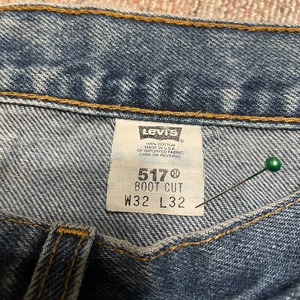 Levi's
100% COTTON
MADE IN U.S.A.
OF IMPORTED FABRIC
CARE ON REVERSE
517
BOOT CUT
W32 L32